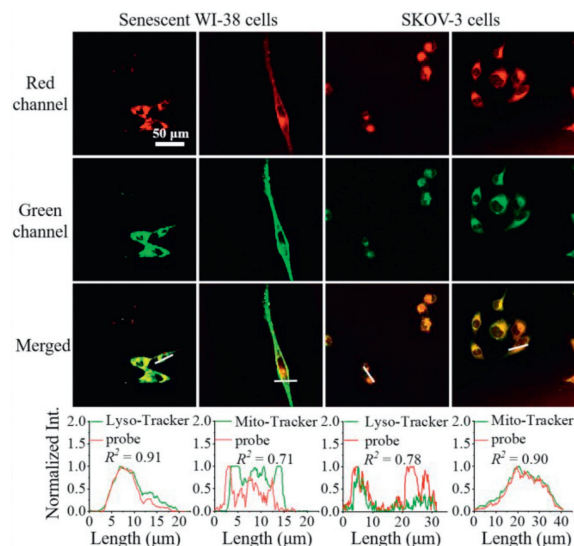 Senescent WI-38 cells SKOV-3 cells
Red
channel
50 μm
Green
channel
Merged
Normalized Int.
2.0 Lyso-Tracker
1.5 probe
1.0 R² = 0.91
0.5
0.0
0 5 10 15 20
Length (μm)
2.0 Mito-Tracker
1.5 probe
1.0 R² = 0.71
0.5
0.0
0 5 10 15 20
Length (μm)
2.0 Lyso-Tracker
1.5 probe
1.0 R² = 0.78
0.5
0.0
0 10 20 30
Length (μm)
2.0 Mito-Tracker
1.5 probe
1.0 R² = 0.90
0.5
0.0
0 10 20 30 40
Length (μm)